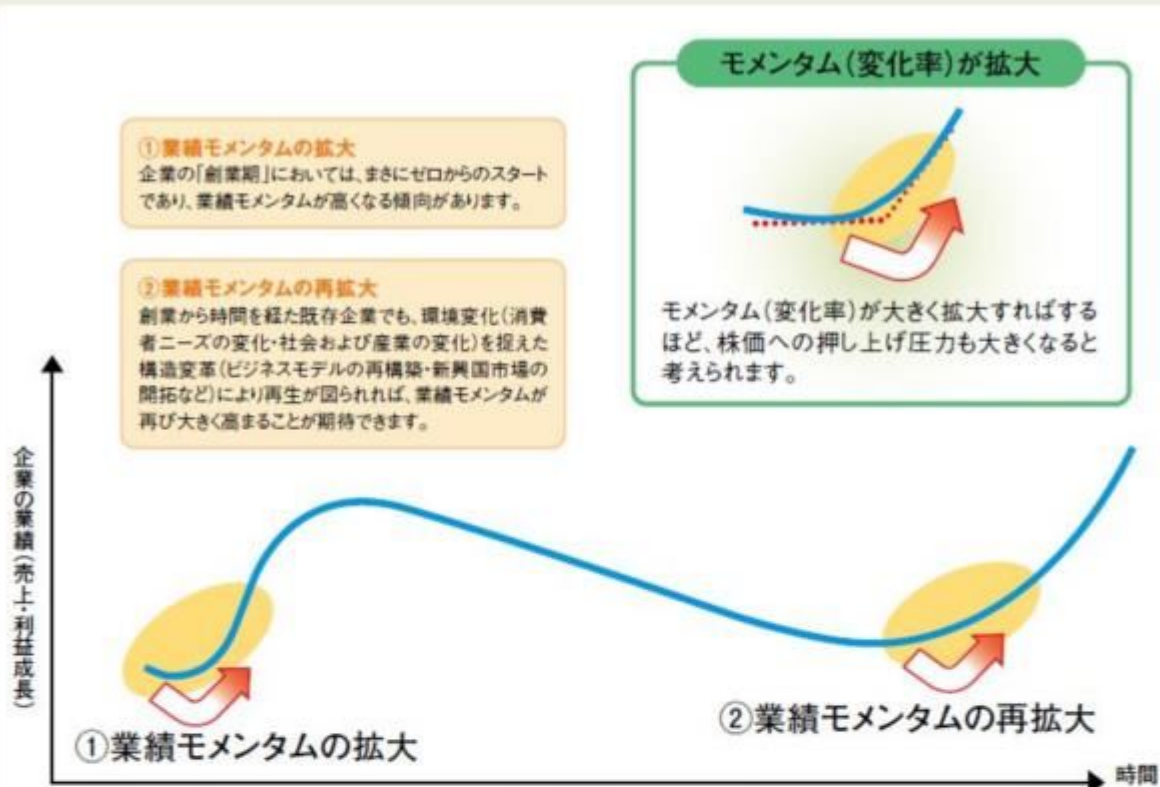 モメンタム(変化率)が拡大
①業績モメンタムの拡大
企業の「創業期」においては、まさにゼロからのスタート
であり、業績モメンタムが高くなる傾向があります。
②業績モメンタムの再拡大
創業から時間を経た既存企業でも、環境変化(消費
者ニーズの変化・社会および産業の変化)を捉えた
構造変革(ビジネスモデルの再構築・新興国市場の
開拓など)により再生が図られれば、業績モメンタムが
再び大きく高まることが期待できます。
モメンタム(変化率)が大きく拡大すればする
ほど、株価への押し上げ圧力も大きくなると
考えられます。
企業の業績(売上・利益成長)
①業績モメンタムの拡大
②業績モメンタムの再拡大
時間